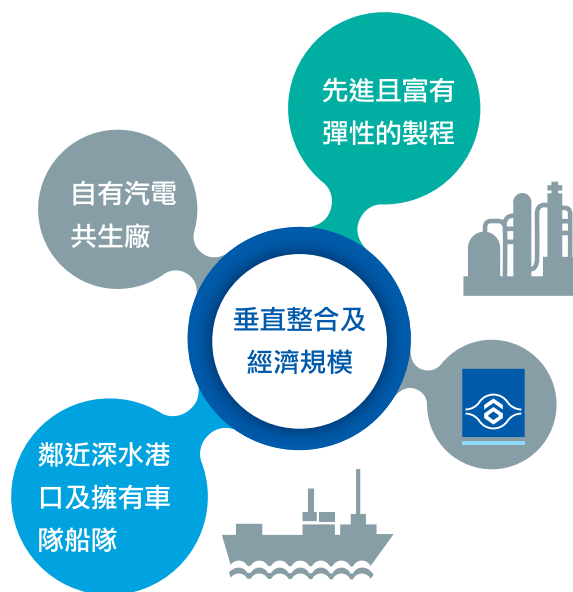 先進且富有
彈性的製程
自有汽電
共生廠
垂直整合及
經濟規模
鄰近深水港
口及擁有車
隊船隊